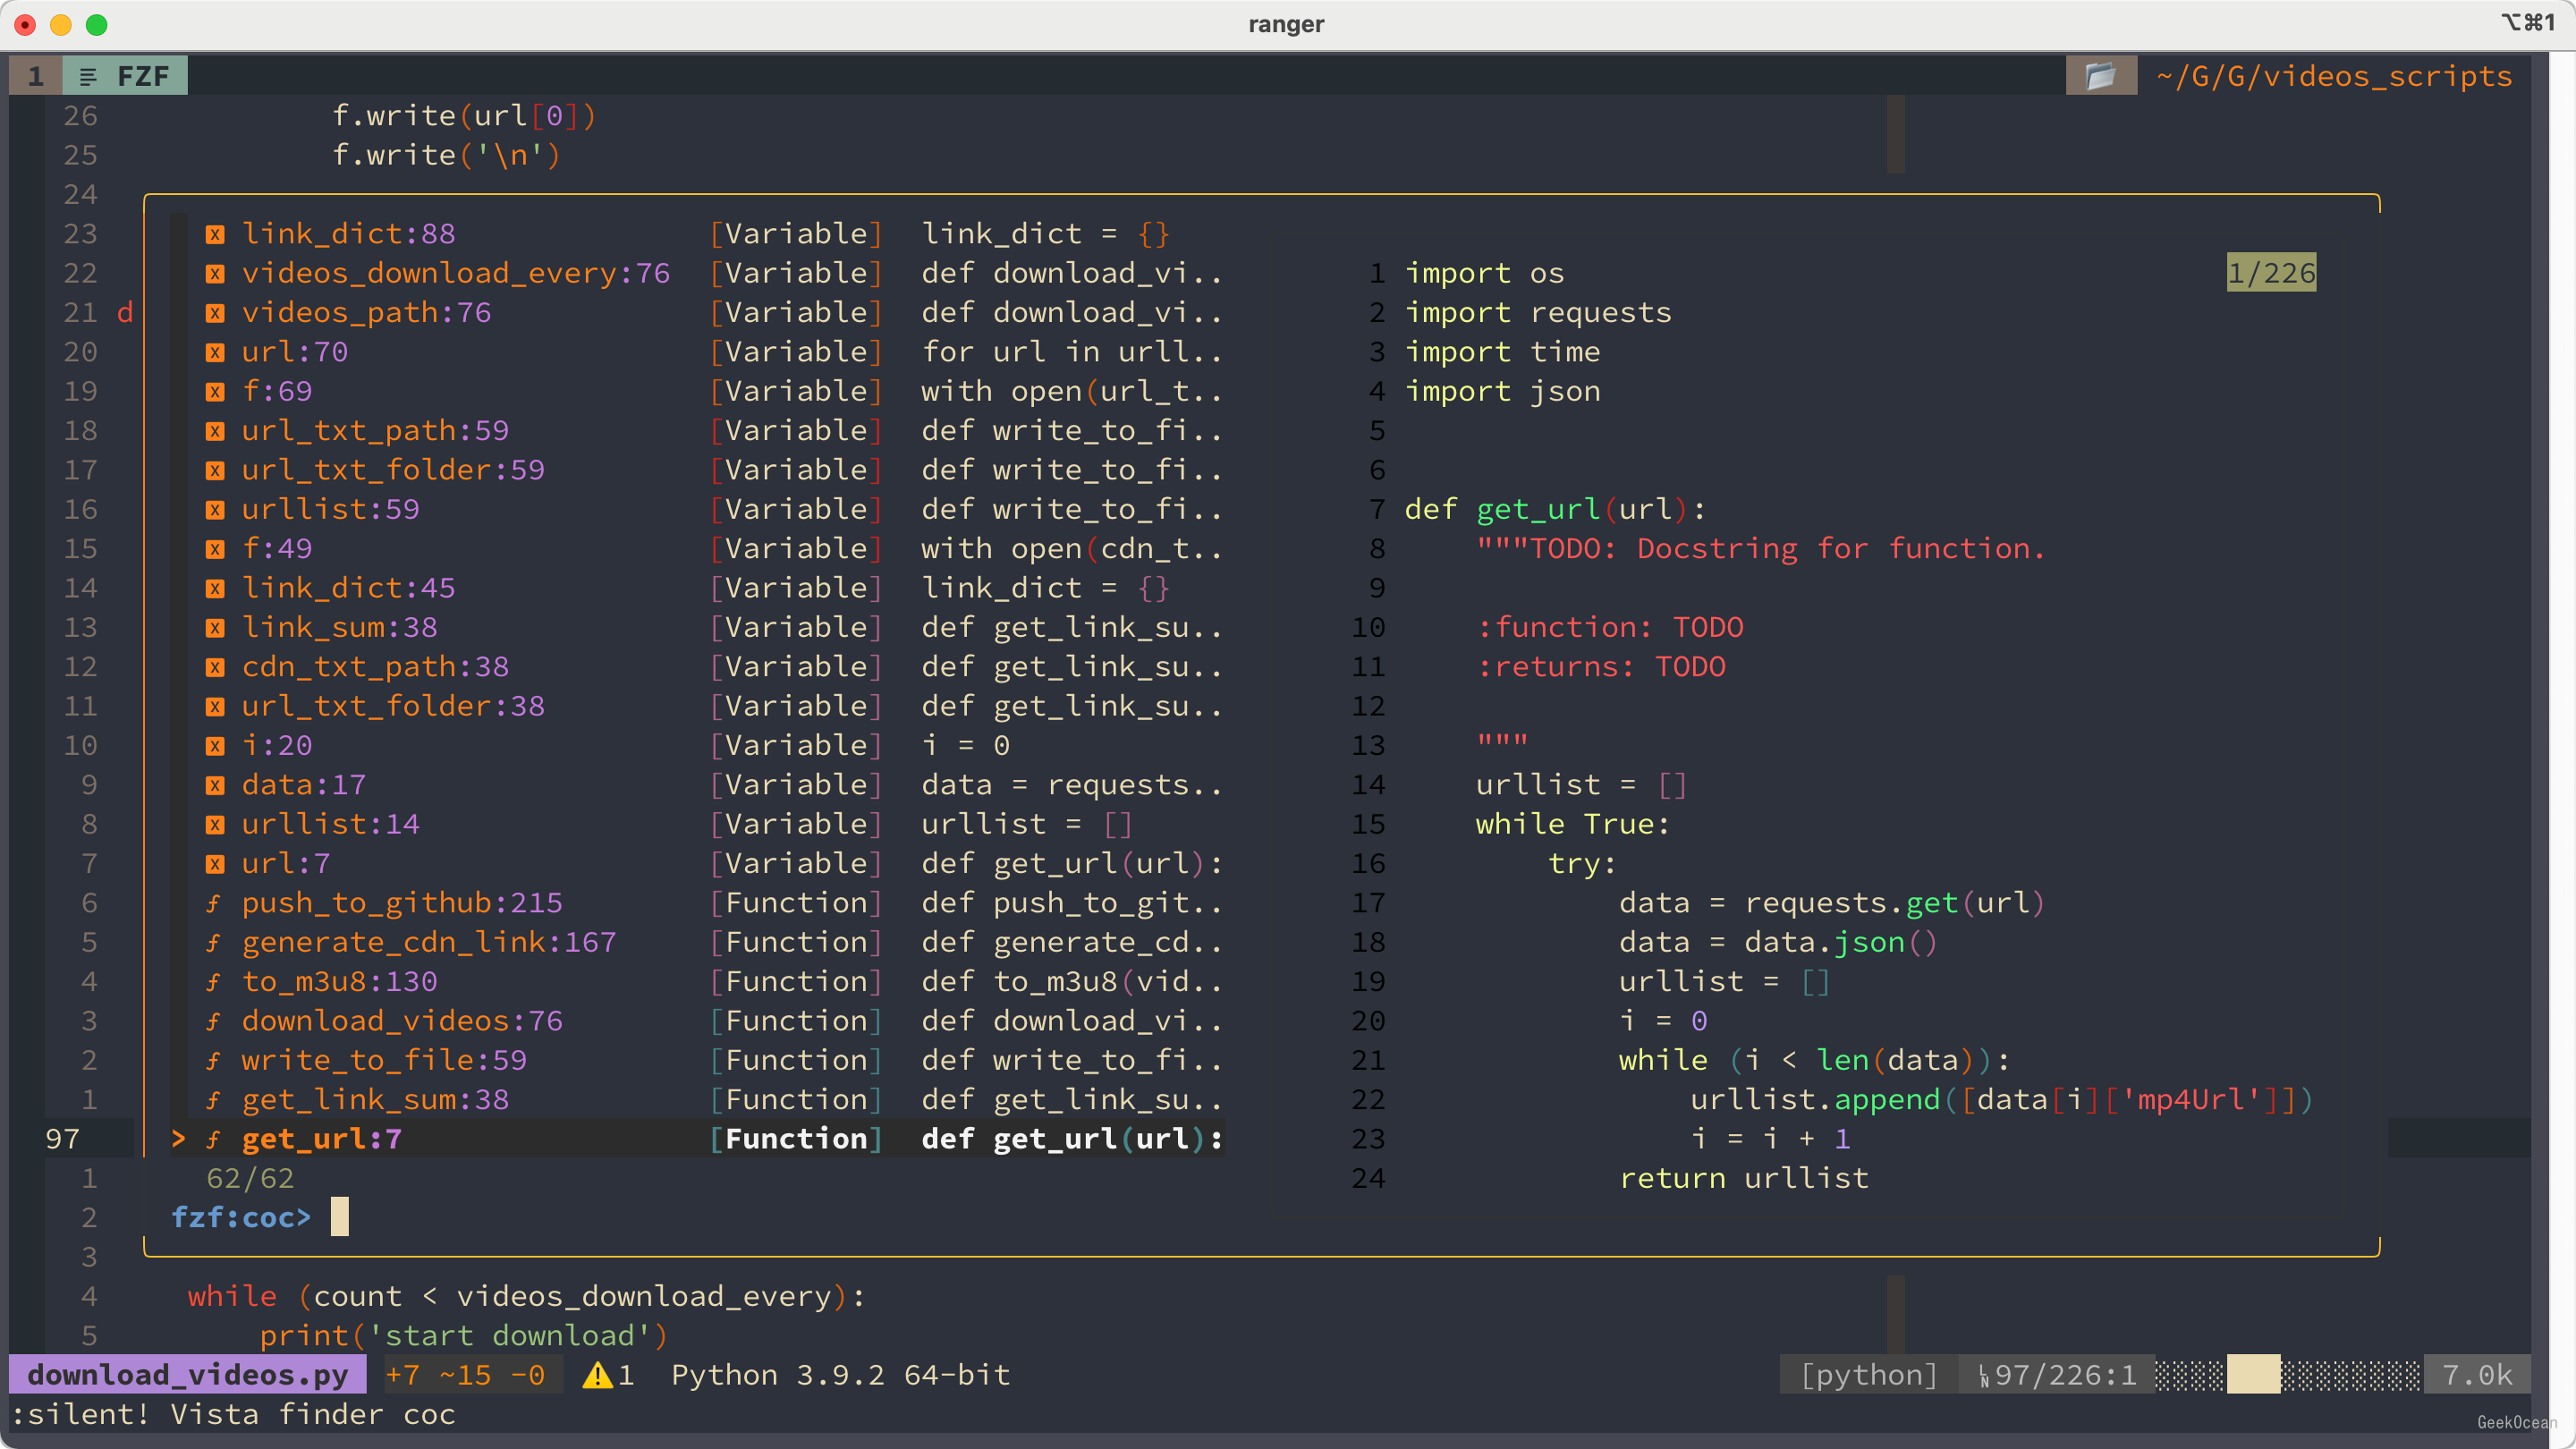 ranger
⌥⌘1
1 FZF ~/G/G/videos_scripts
26 f.write(url[0])
25 f.write('\n')
24
23 link_dict:88 [Variable] link_dict = {}
22 videos_download_every:76 [Variable] def download_vi.. 1 import os 1/226
21 d videos_path:76 [Variable] def download_vi.. 2 import requests
20 url:70 [Variable] for url in urll.. 3 import time
19 f:69 [Variable] with open(url_t.. 4 import json
18 url_txt_path:59 [Variable] def write_to_fi.. 5
17 url_txt_folder:59 [Variable] def write_to_fi.. 6
16 urllist:59 [Variable] def write_to_fi.. 7 def get_url(url):
15 f:49 [Variable] with open(cdn_t.. 8 """TODO: Docstring for function.
14 link_dict:45 [Variable] link_dict = {} 9
13 link_sum:38 [Variable] def get_link_su.. 10 :function: TODO
12 cdn_txt_path:38 [Variable] def get_link_su.. 11 :returns: TODO
11 url_txt_folder:38 [Variable] def get_link_su.. 12
10 i:20 [Variable] i = 0 13 """
9 data:17 [Variable] data = requests.. 14 urllist = []
8 urllist:14 [Variable] urllist = [] 15 while True:
7 url:7 [Variable] def get_url(url): 16 try:
6 ƒ push_to_github:215 [Function] def push_to_git.. 17 data = requests.get(url)
5 ƒ generate_cdn_link:167 [Function] def generate_cd.. 18 data = data.json()
4 ƒ to_m3u8:130 [Function] def to_m3u8(vid.. 19 urllist = []
3 ƒ download_videos:76 [Function] def download_vi.. 20 i = 0
2 ƒ write_to_file:59 [Function] def write_to_fi.. 21 while (i < len(data)):
1 ƒ get_link_sum:38 [Function] def get_link_su.. 22 urllist.append([data[i]['mp4Url']])
97 > ƒ get_url:7 [Function] def get_url(url): 23 i = i + 1
1 62/62 24 return urllist
2 fzf:coc>
3
4 while (count < videos_download_every):
5 print('start download')
download_videos.py +7 ~15 -0 ⚠1 Python 3.9.2 64-bit [python] 97/226:1 7.0k
:silent! Vista finder coc
GeekOcean